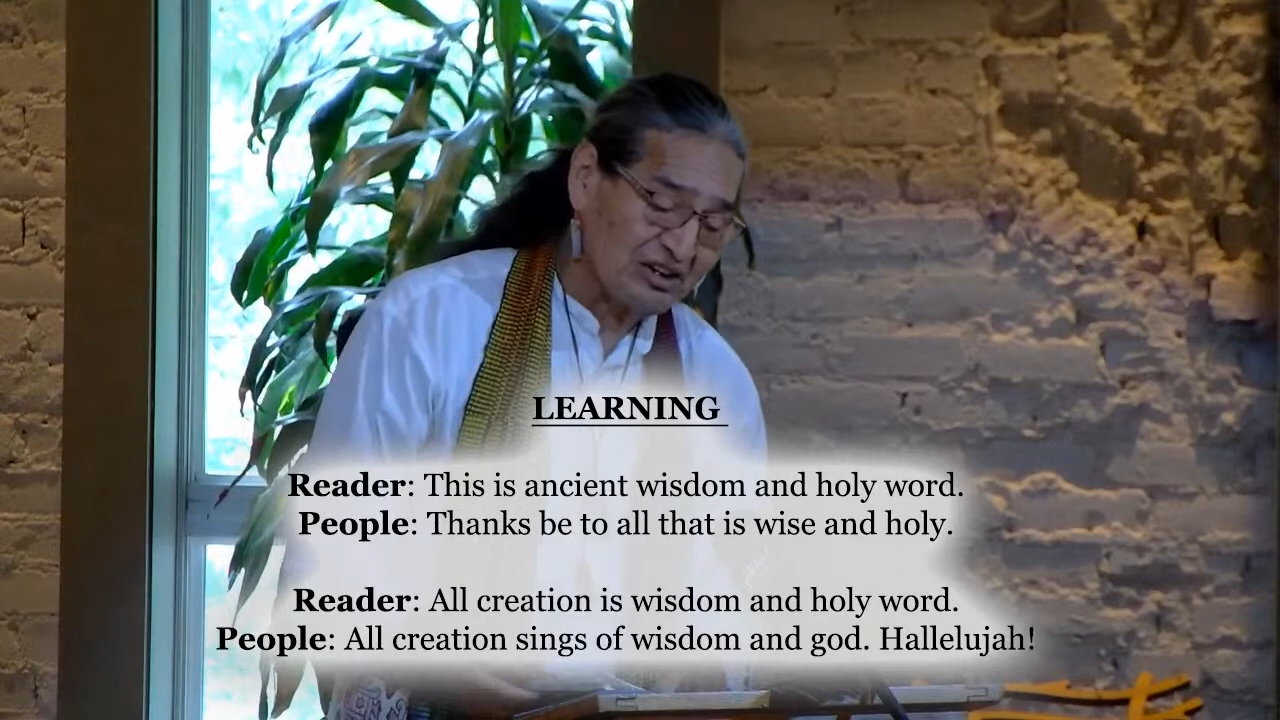 LEARNING
Reader: This is ancient wisdom and holy word.
People: Thanks be to all that is wise and holy.
Reader: All creation is wisdom and holy word.
People: All creation sings of wisdom and god. Hallelujah!